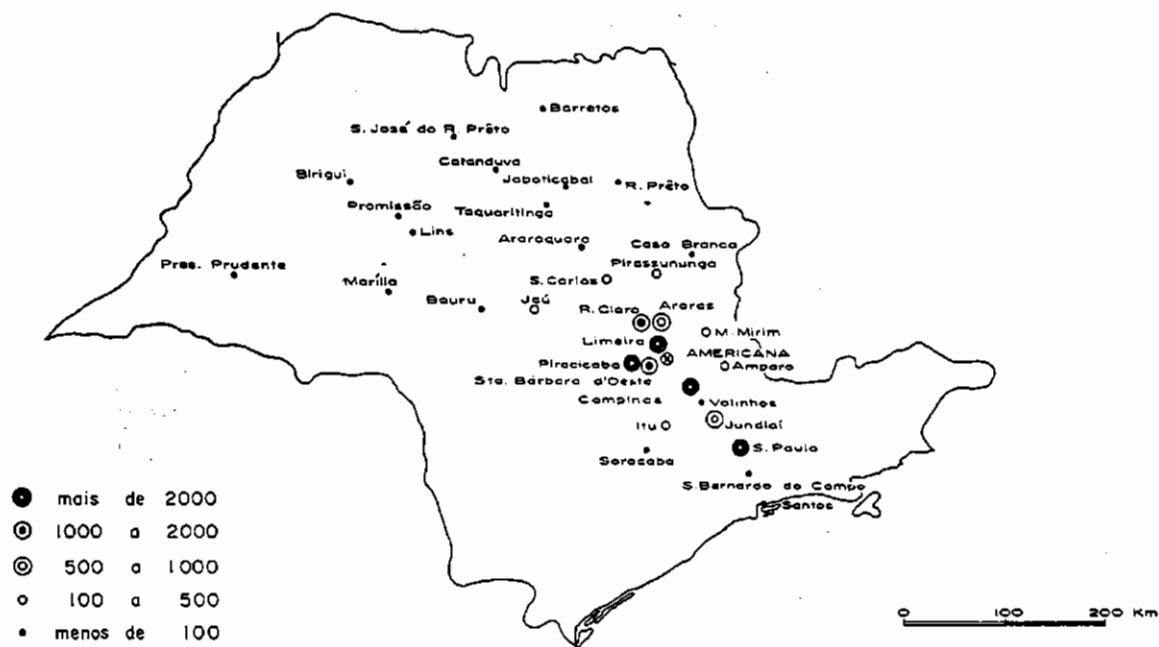 Barretos
S. José do R. Prêto
Catanduva
Birigui
Jaboticabal
R. Prêto
Promissão
Taquaritinga
Lins
Araraquara
Casa Branca
Pirassununga
Pres. Prudente
Marília
S. Carlos
Bauru
Jaú
R. Claro
Araras
Limeira
M. Mirim
AMERICANA
Piracicaba
Amparo
Sta. Bárbara d'Oeste
Campinas
Valinhos
Itu
Jundiaí
Sorocaba
S. Paulo
S. Bernardo do Campo
Santos
mais de 2000
1000 a 2000
500 a 1000
100 a 500
menos de 100
0 100 200 Km